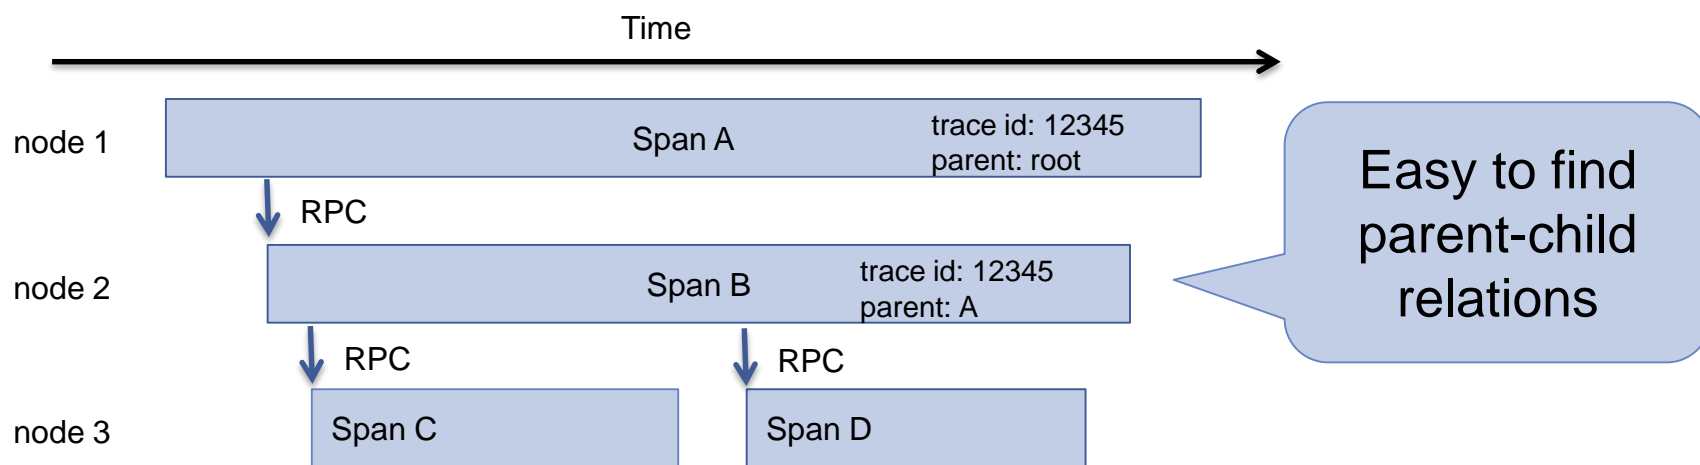 Time
node 1
Span A
trace id: 12345
parent: root
RPC
node 2
Span B
trace id: 12345
parent: A
RPC
RPC
node 3
Span C
Span D
Easy to find
parent-child
relations